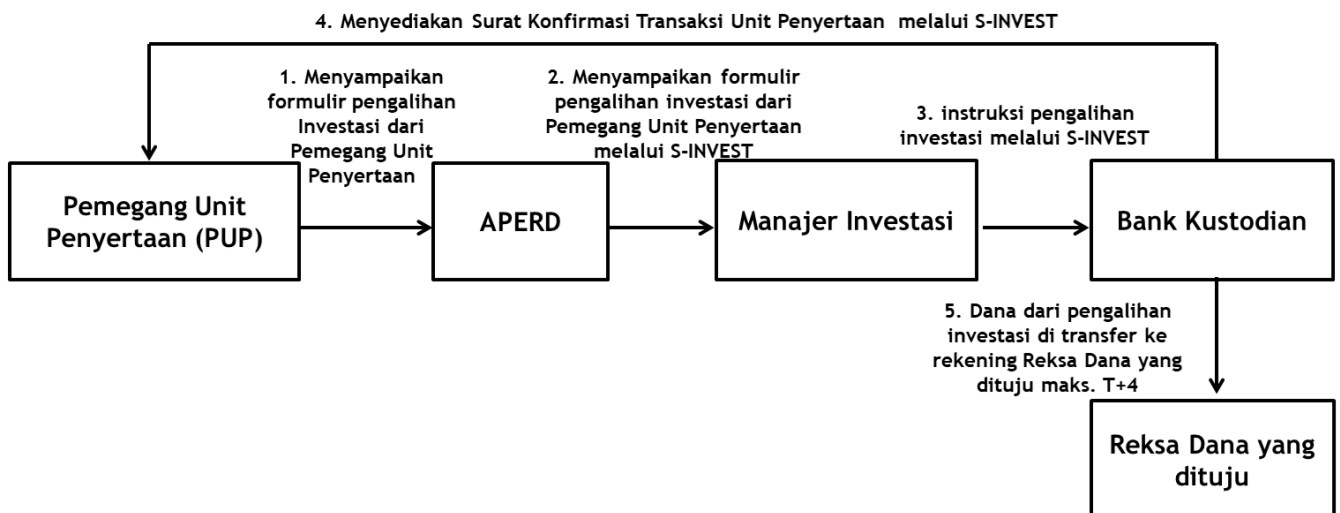 4. Menyediakan Surat Konfirmasi Transaksi Unit Penyertaan melalui S-INVEST
1. Menyampaikan
formulir pengalihan
Investasi dari
Pemegang Unit
Penyertaan
2. Menyampaikan formulir
pengalihan investasi dari
Pemegang Unit Penyertaan
melalui S-INVEST
3. instruksi pengalihan
investasi melalui S-INVEST
Pemegang Unit
Penyertaan (PUP)
APERD
Manajer Investasi
Bank Kustodian
5. Dana dari pengalihan
investasi di transfer ke
rekening Reksa Dana yang
dituju maks. T+4
Reksa Dana yang
dituju